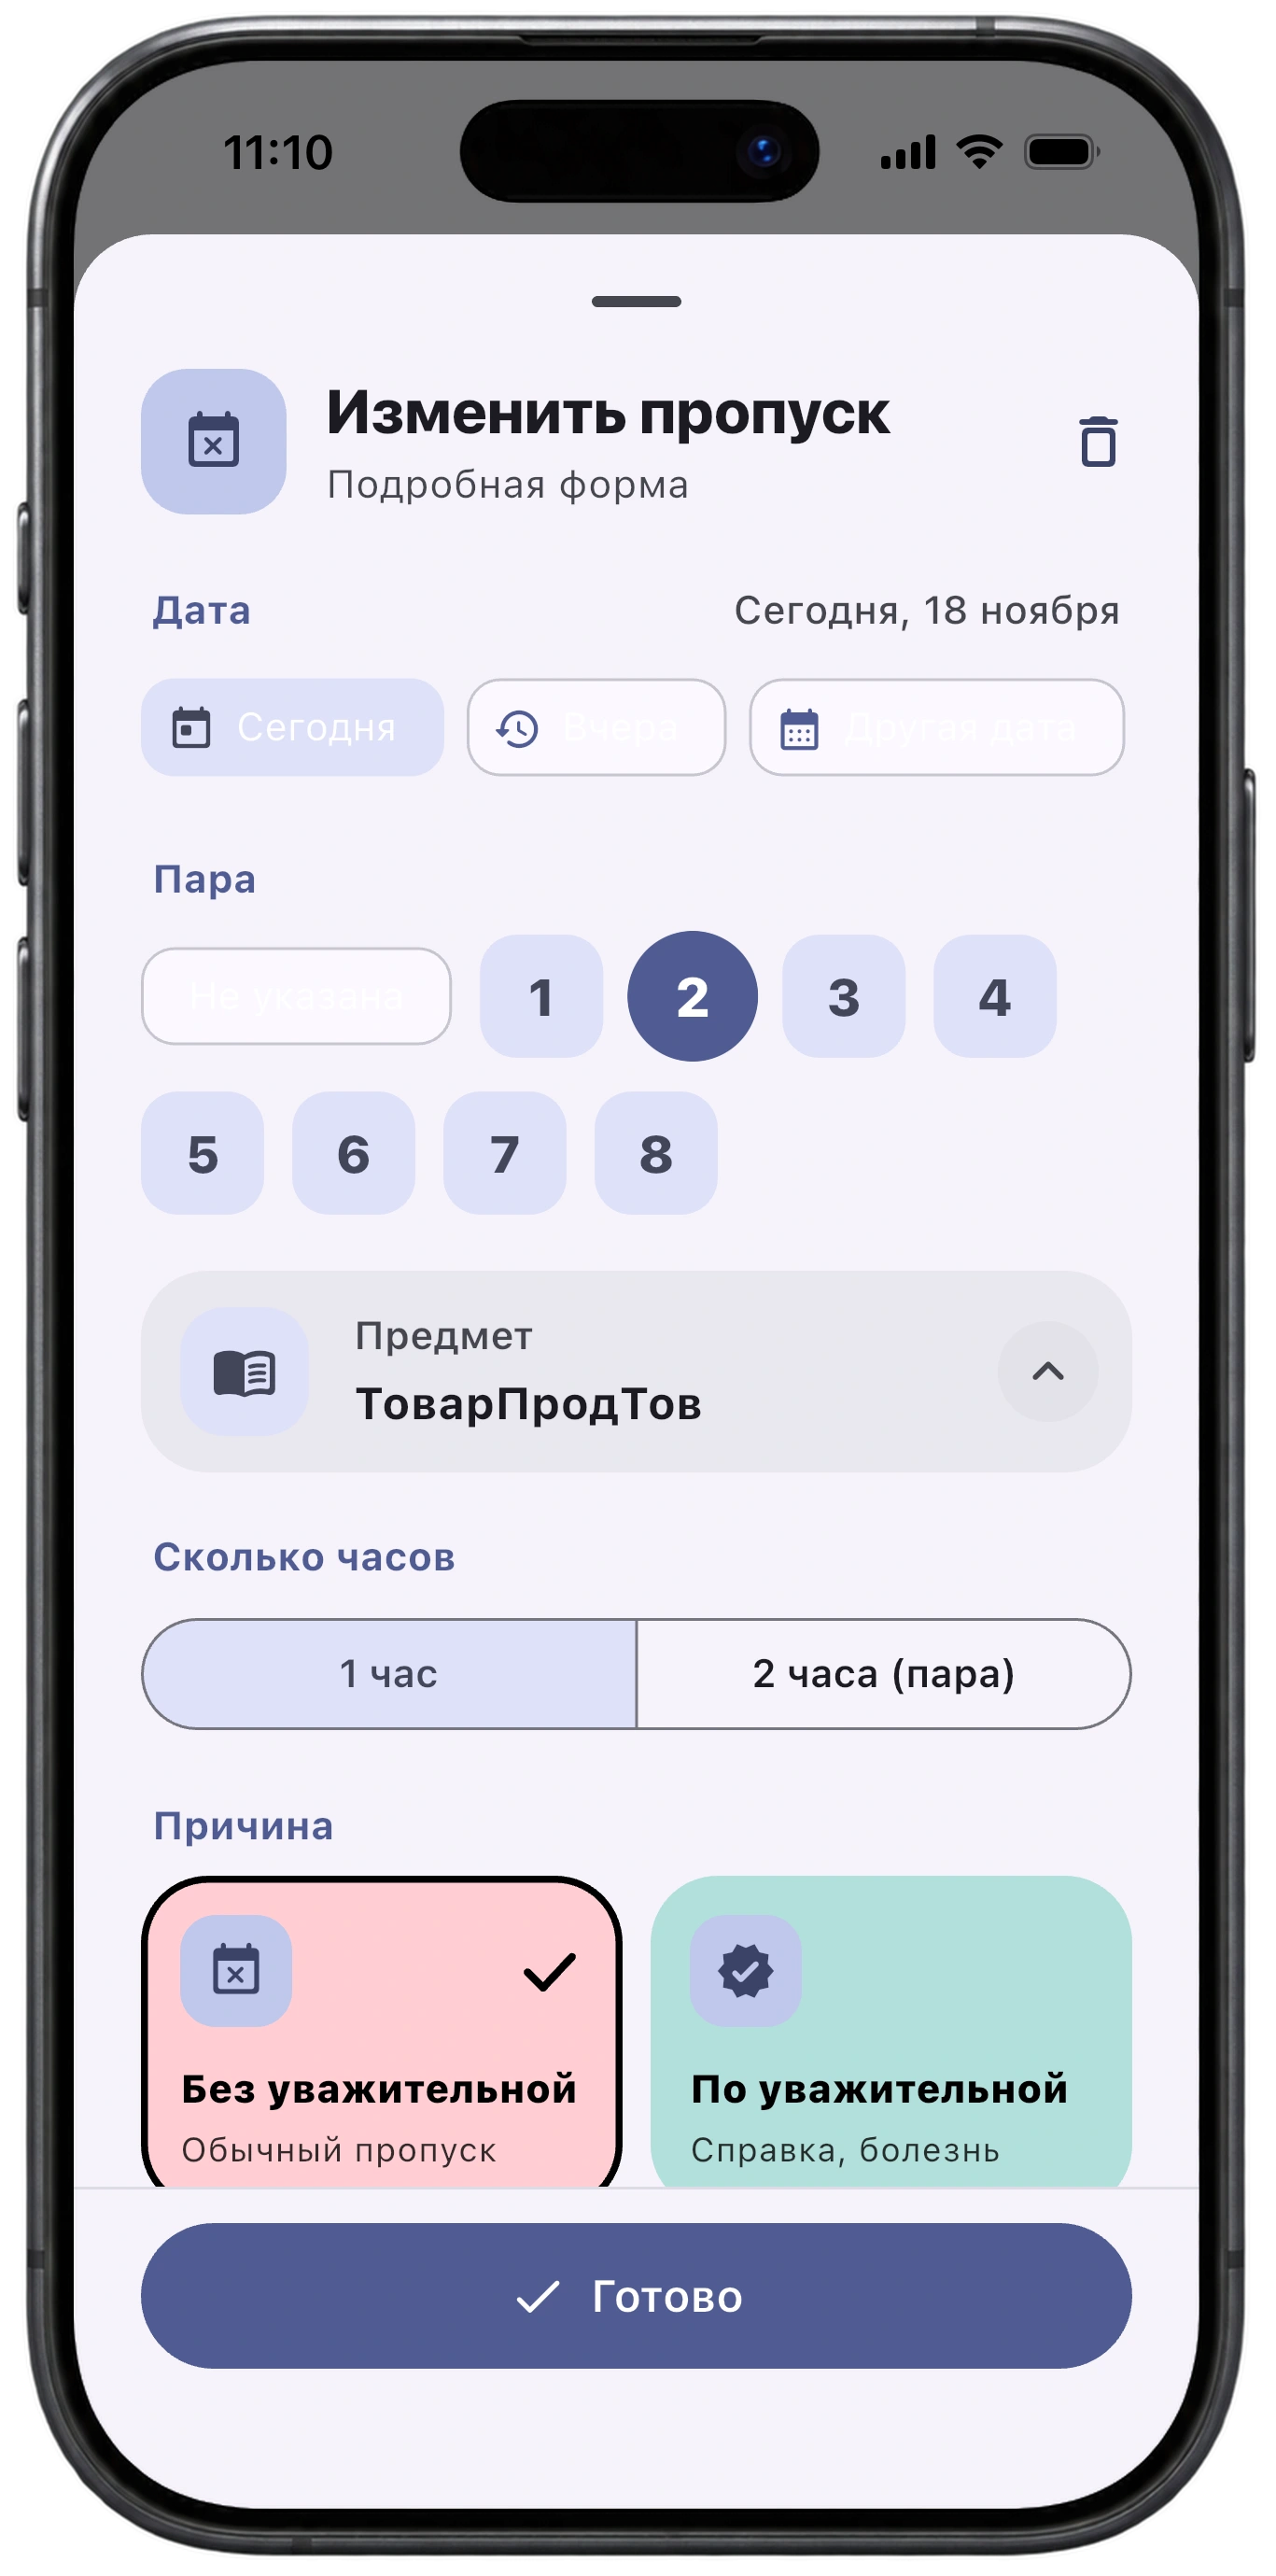 11:10
Изменить пропуск
Подробная форма
Дата
Сегодня, 18 ноября
Сегодня
Вчера
Другая дата
Пара
Не указана
1
2
3
4
5
6
7
8
Предмет
ТоварПродТов
Сколько часов
1 час
2 часа (пара)
Причина
Без уважительной
По уважительной
Обычный пропуск
Справка, болезнь
Готово